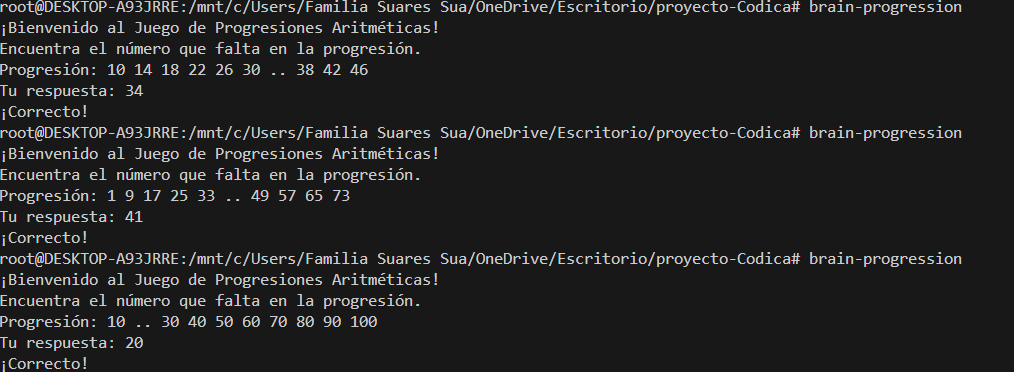 root@DESKTOP-A93JRRE:/mnt/c/Users/Familia Suares Sua/OneDrive/Escritorio/proyecto-Codica# brain-progression
¡Bienvenido al Juego de Progresiones Aritméticas!
Encuentra el número que falta en la progresión.
Progresión: 10 14 18 22 26 30 .. 38 42 46
Tu respuesta: 34
¡Correcto!
root@DESKTOP-A93JRRE:/mnt/c/Users/Familia Suares Sua/OneDrive/Escritorio/proyecto-Codica# brain-progression
¡Bienvenido al Juego de Progresiones Aritméticas!
Encuentra el número que falta en la progresión.
Progresión: 1 9 17 25 33 .. 49 57 65 73
Tu respuesta: 41
¡Correcto!
root@DESKTOP-A93JRRE:/mnt/c/Users/Familia Suares Sua/OneDrive/Escritorio/proyecto-Codica# brain-progression
¡Bienvenido al Juego de Progresiones Aritméticas!
Encuentra el número que falta en la progresión.
Progresión: 10 .. 30 40 50 60 70 80 90 100
Tu respuesta: 20
¡Correcto!